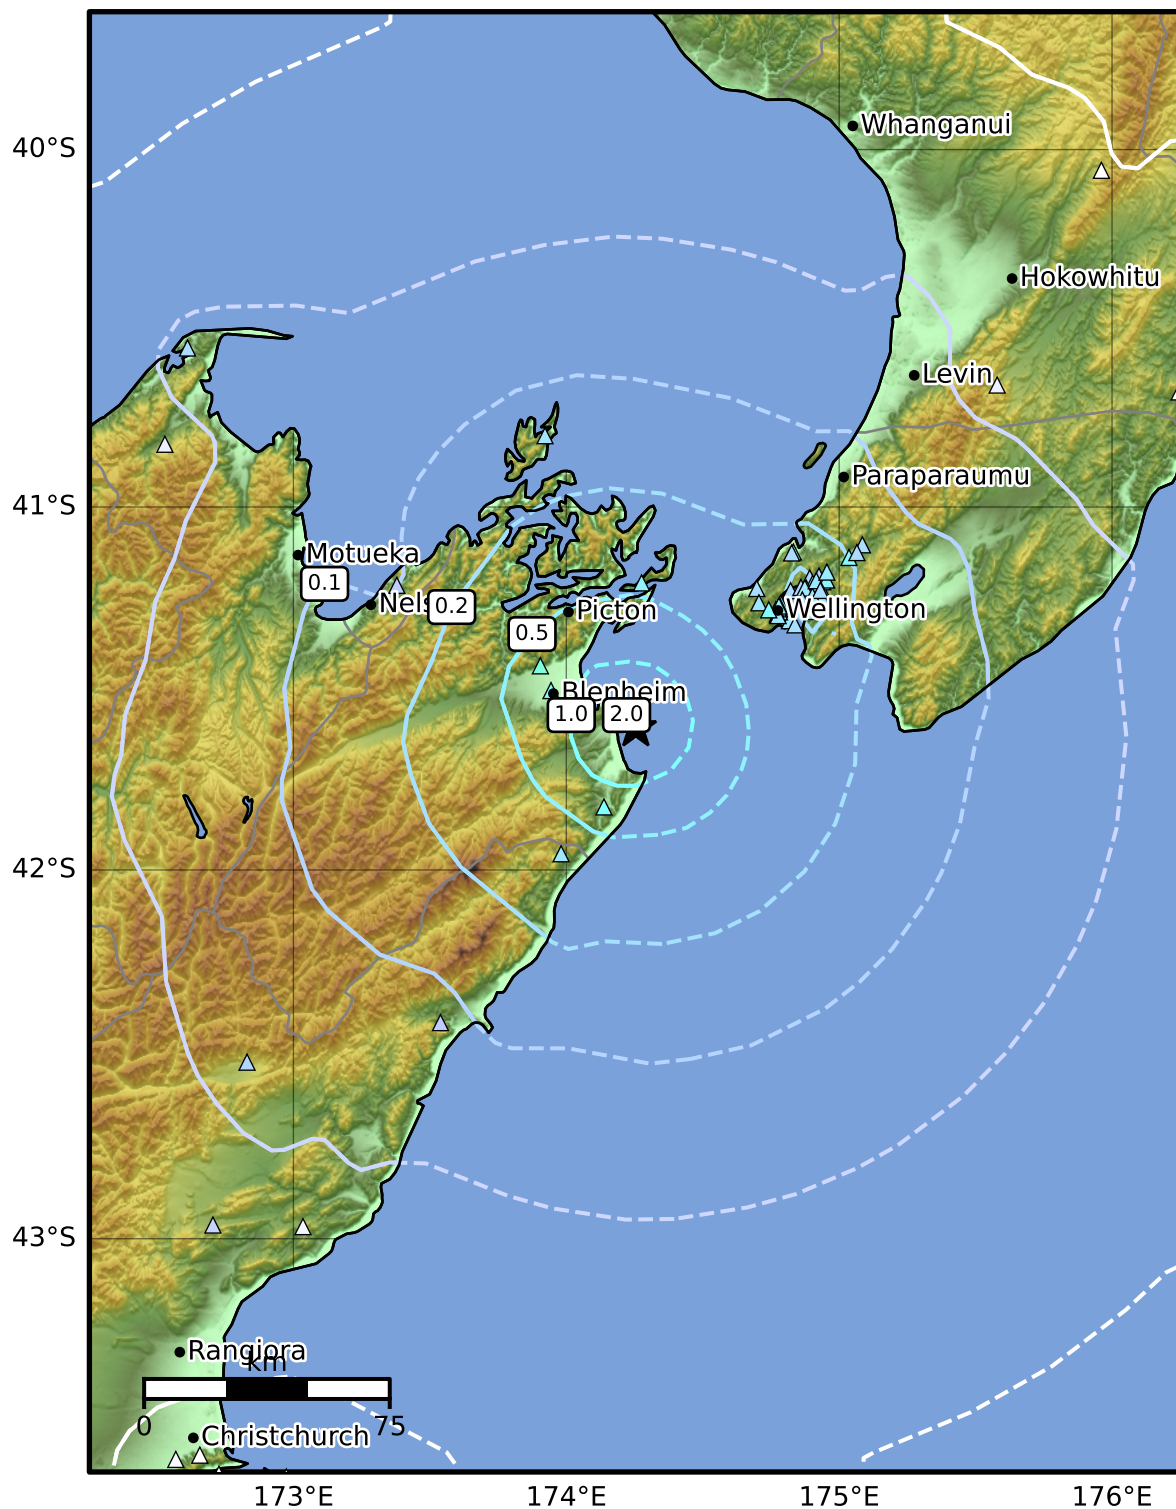 Whanganui
40°S
Hokowhitu
Levin
Paraparaumu
41°S
Motueka
0.1
Nels
0.2
Picton
Wellington
0.5
Blenheim
1.0
2.0
42°S
43°S
Rangiora
km
0
75
Christchurch
173°E
174°E
175°E
176°E